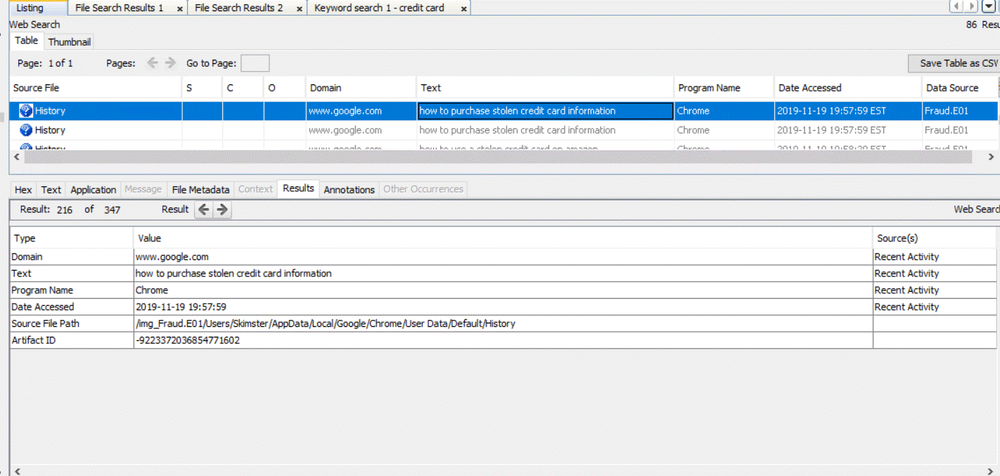 Listing File Search Results 1 x File Search Results 2 x Keyword search 1 - credit card x
Web Search 86 Resu
Table Thumbnail
Page: 1 of 1 Pages: Go to Page: Save Table as CSV
Source File S C O Domain Text Program Name Date Accessed Data Source
History www.google.com how to purchase stolen credit card information Chrome 2019-11-19 19:57:59 EST Fraud.E01
History www.google.com how to purchase stolen credit card information Chrome 2019-11-19 19:57:59 EST Fraud.E01
History www.google.com how to use a stolen credit card on amazon Chrome 2019-11-19 19:58:20 EST Fraud.E01
Hex Text Application Message File Metadata Context Results Annotations Other Occurrences
Result: 216 of 347 Result Web Search
Type Value Source(s)
Domain www.google.com Recent Activity
Text how to purchase stolen credit card information Recent Activity
Program Name Chrome Recent Activity
Date Accessed 2019-11-19 19:57:59 Recent Activity
Source File Path /img_Fraud.E01/Users/Skimster/AppData/Local/Google/Chrome/User Data/Default/History
Artifact ID -9223372036854771602